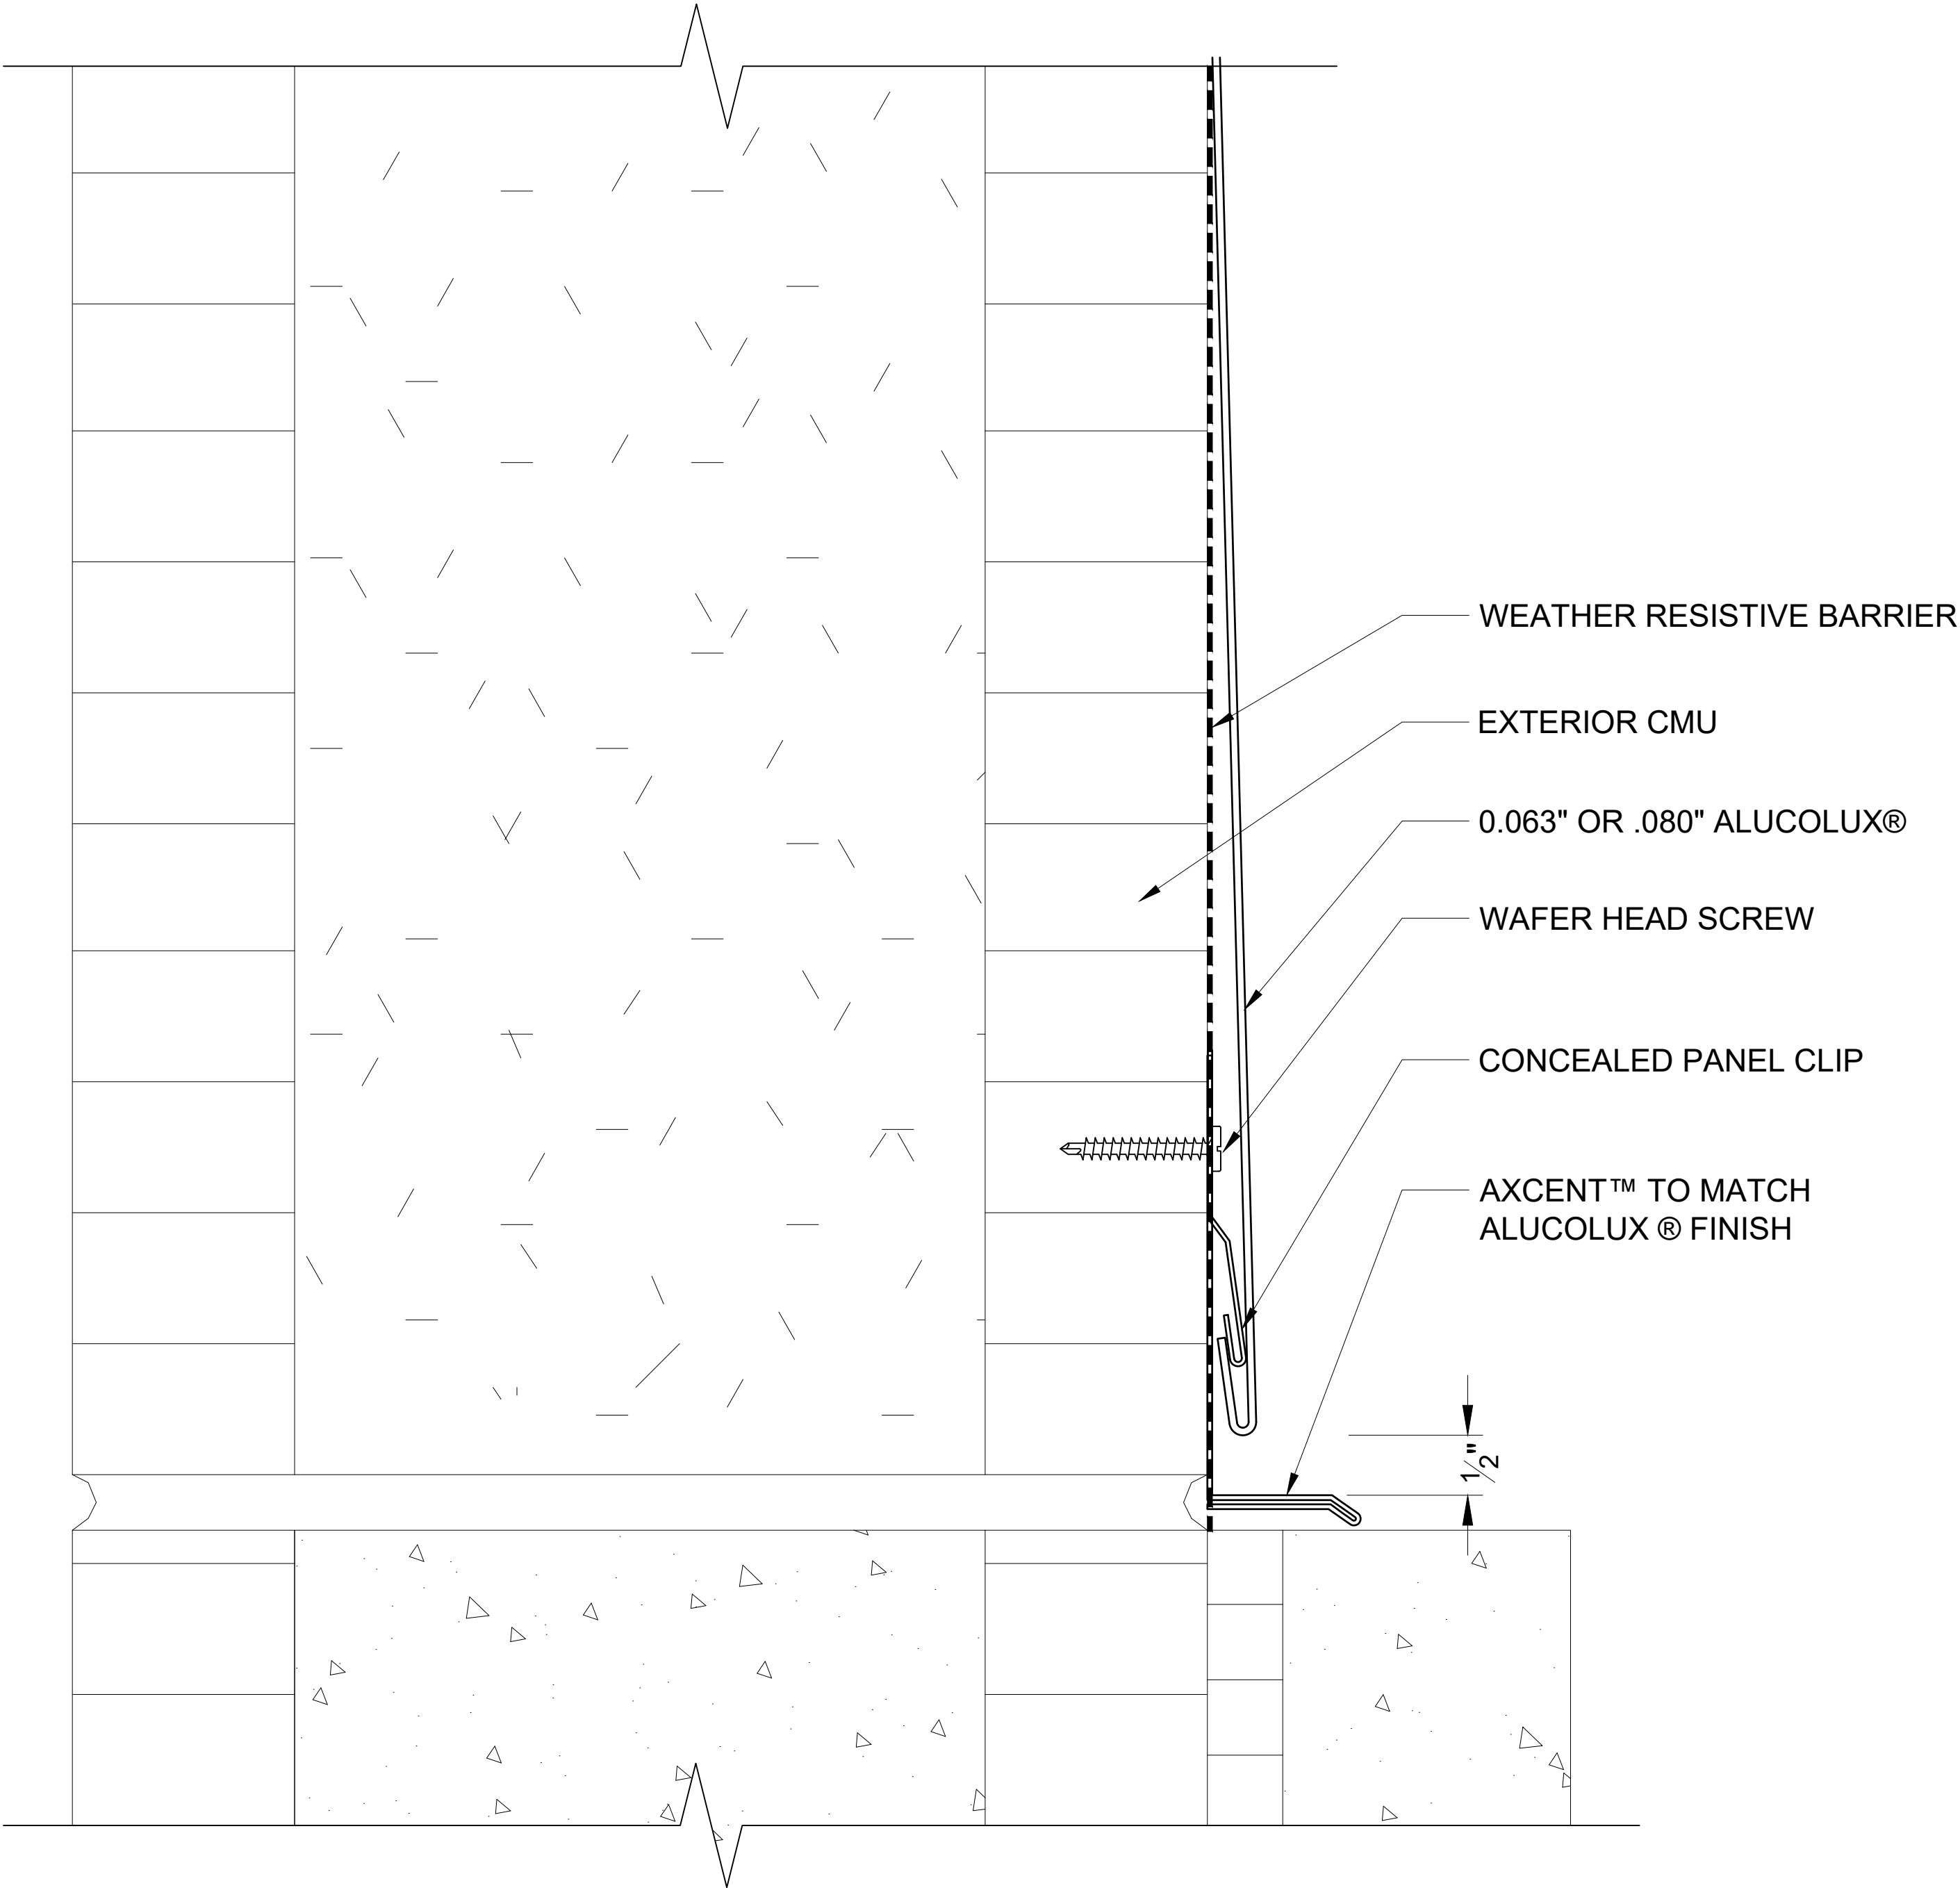 WEATHER RESISTIVE BARRIER
EXTERIOR CMU
0.063" OR .080" ALUCOLUX®
WAFER HEAD SCREW
CONCEALED PANEL CLIP
AXCENT™ TO MATCH
ALUCOLUX ® FINISH
1/2"